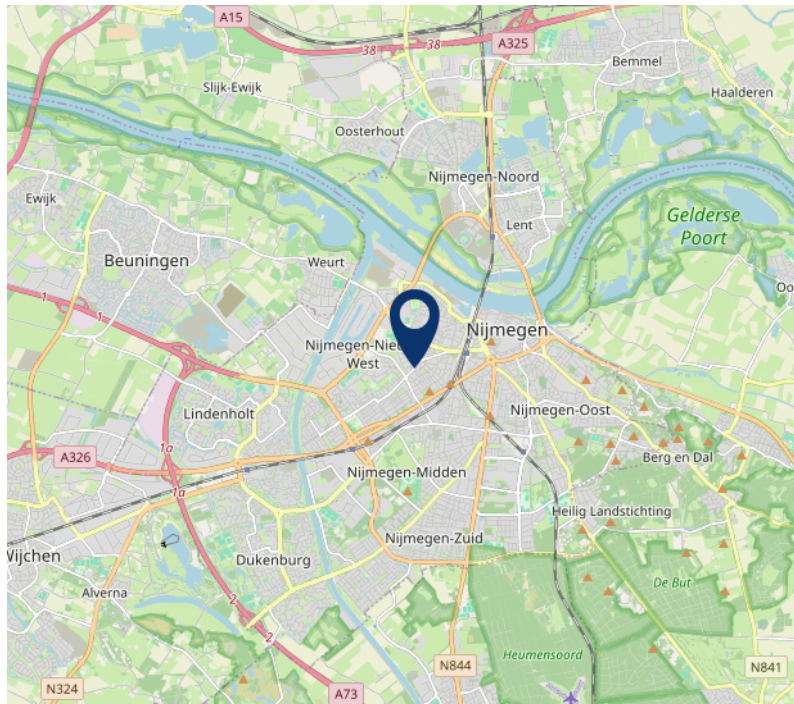 A15
38
38
A325
Bemmel
Slijk-Ewijk
Haalderen
Oosterhout
Nijmegen-Noord
Ewijk
Gelderse
Poort
Lent
Beuningen
Weurt
1
1
Nijmegen
Nijmegen-Nieu
West
Lindenholt
Nijmegen-Oost
1a
A326
Berg en Dal
Nijmegen-Midden
1a
Heilig Landstichting
Nijmegen-Zuid
Wijchen
Dukenburg
De But
Alverna
2
2
Heumensoord
N844
N841
N324
A73